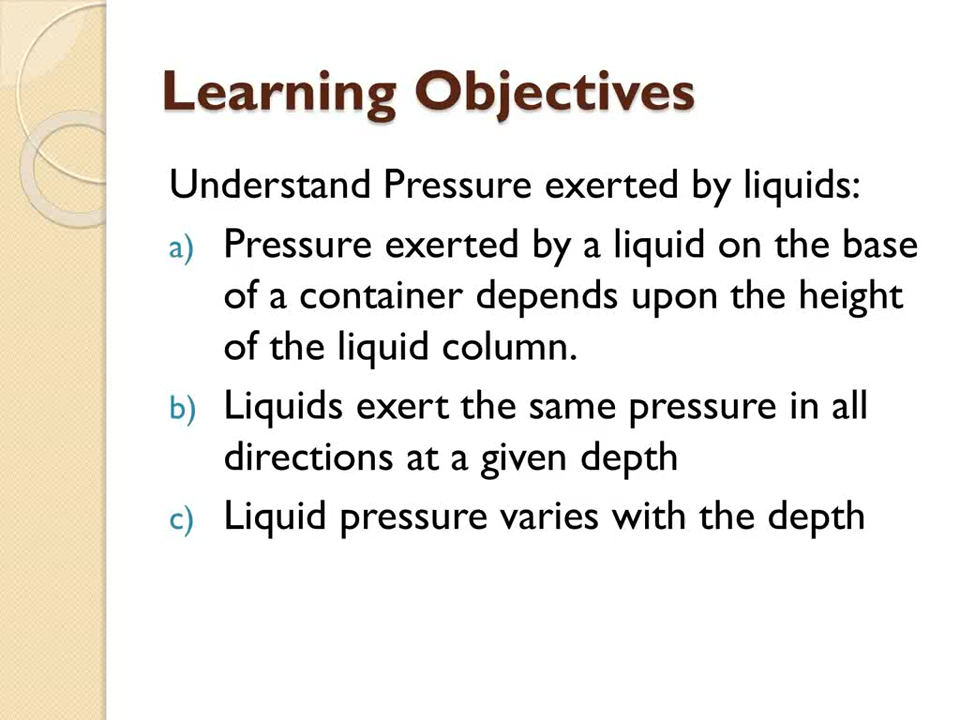 Learning Objectives
Understand Pressure exerted by liquids:
a) Pressure exerted by a liquid on the base
of a container depends upon the height
of the liquid column.
b) Liquids exert the same pressure in all
directions at a given depth
c) Liquid pressure varies with the depth